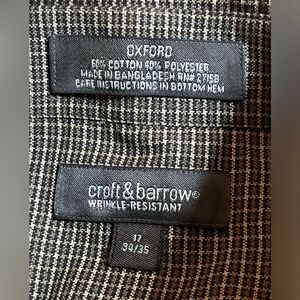 OXFORD
60% COTTON 40% POLYESTER
MADE IN BANGLADESH RN# 27158
CARE INSTRUCTIONS IN BOTTOM HEM
croft&barrow®
WRINKLE-RESISTANT
17
34/35